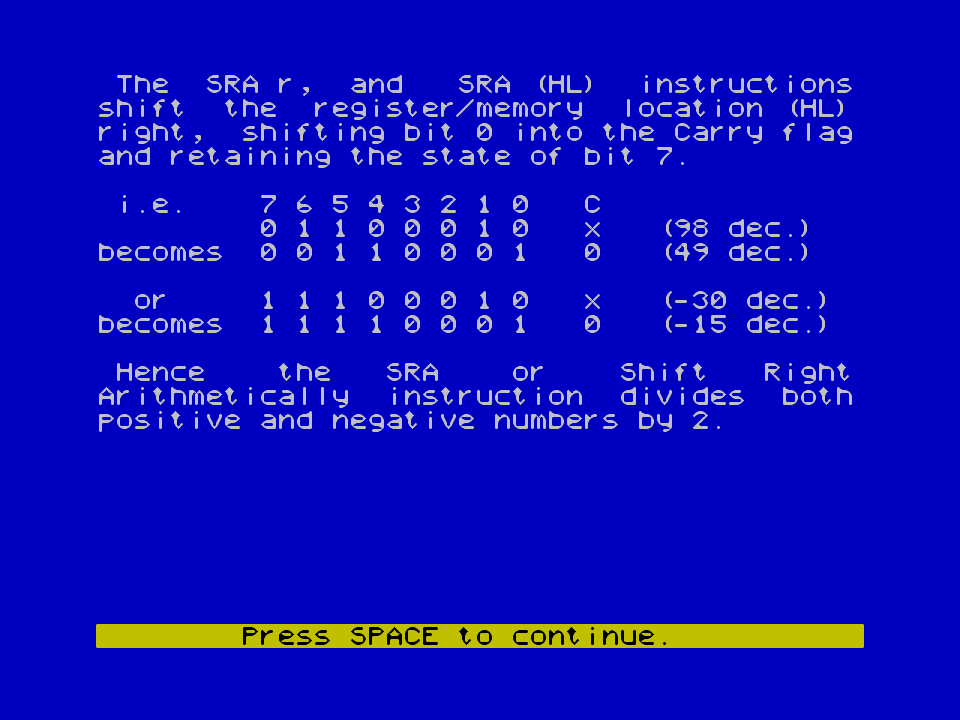 The SRA r, and SRA (HL) instructions
shift the register/memory location (HL)
right, shifting bit 0 into the Carry flag
and retaining the state of bit 7.
i.e. 7 6 5 4 3 2 1 0 C
0 1 1 0 0 0 1 0 x (98 dec.)
becomes 0 0 1 1 0 0 0 1 0 (49 dec.)
or 1 1 1 0 0 0 1 0 x (-30 dec.)
becomes 1 1 1 1 0 0 0 1 0 (-15 dec.)
Hence the SRA or Shift Right
Arithmetically instruction divides both
positive and negative numbers by 2.
Press SPACE to continue.